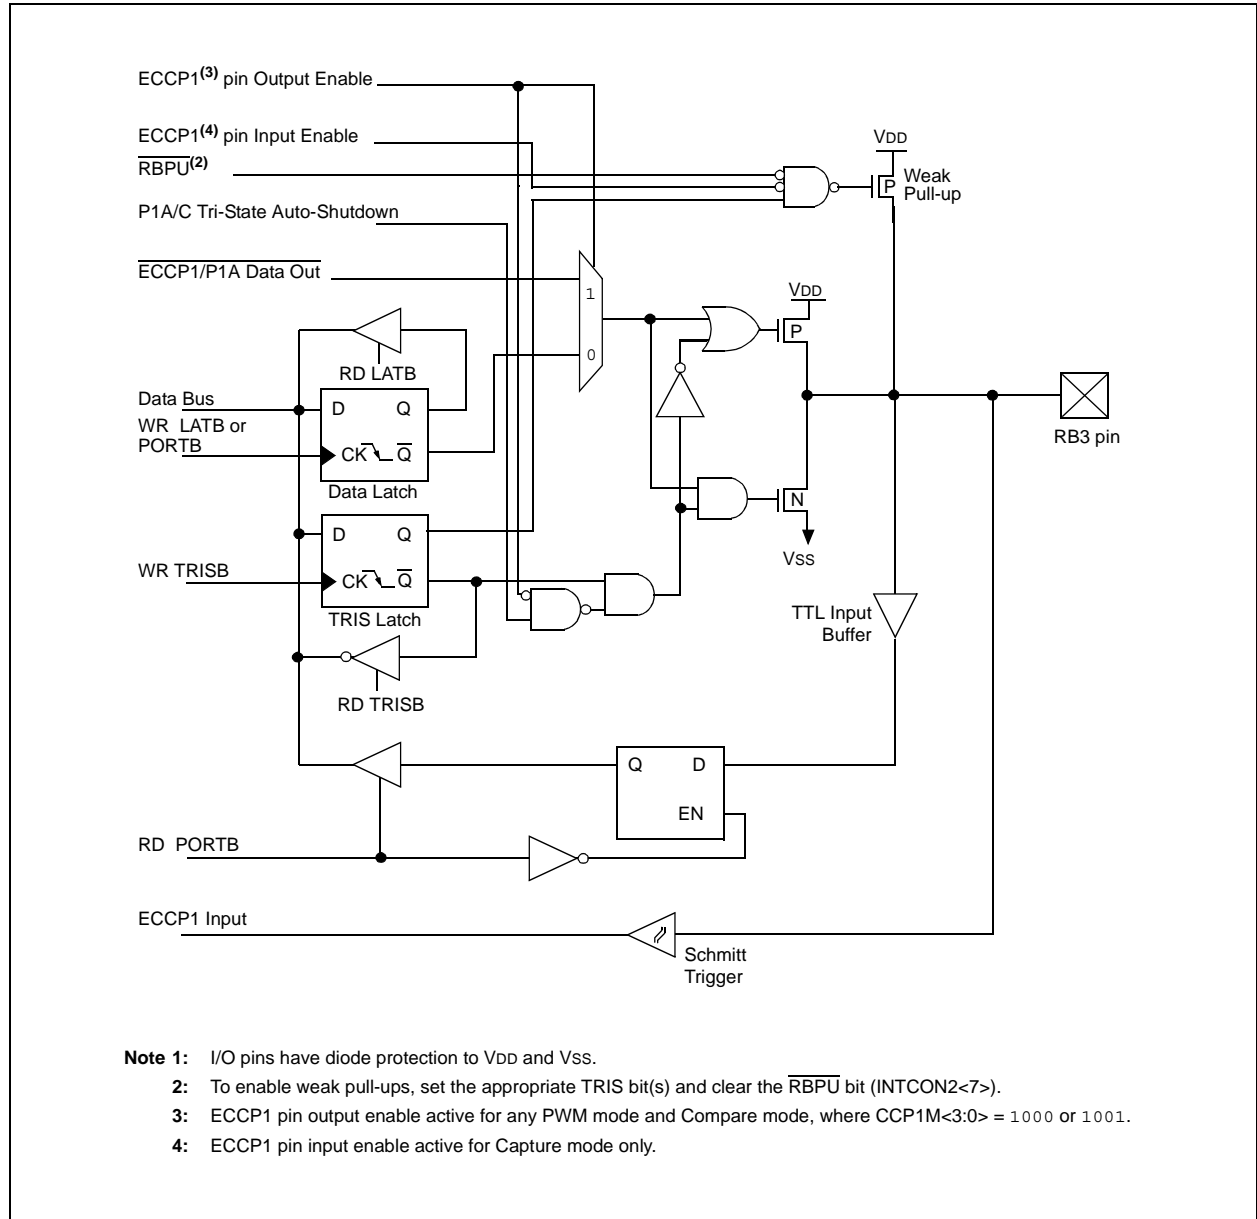 ECCP1(3) pin Output Enable
ECCP1(4) pin Input Enable
RBPU(2)
P1A/C Tri-State Auto-Shutdown
ECCP1/P1A Data Out
VDD
P
Weak
Pull-up
1
0
VDD
P
RD LATB
Data Bus
WR LATB or
PORTB
D Q
CK Q
Data Latch
RB3 pin
N
VSS
D Q
CK Q
TRIS Latch
WR TRISB
TTL Input
Buffer
RD TRISB
Q D
EN
RD PORTB
ECCP1 Input
Schmitt
Trigger
Note 1: I/O pins have diode protection to VDD and VSS.
2: To enable weak pull-ups, set the appropriate TRIS bit(s) and clear the RBPU bit (INTCON2<7>).
3: ECCP1 pin output enable active for any PWM mode and Compare mode, where CCP1M<3:0> = 1000 or 1001.
4: ECCP1 pin input enable active for Capture mode only.